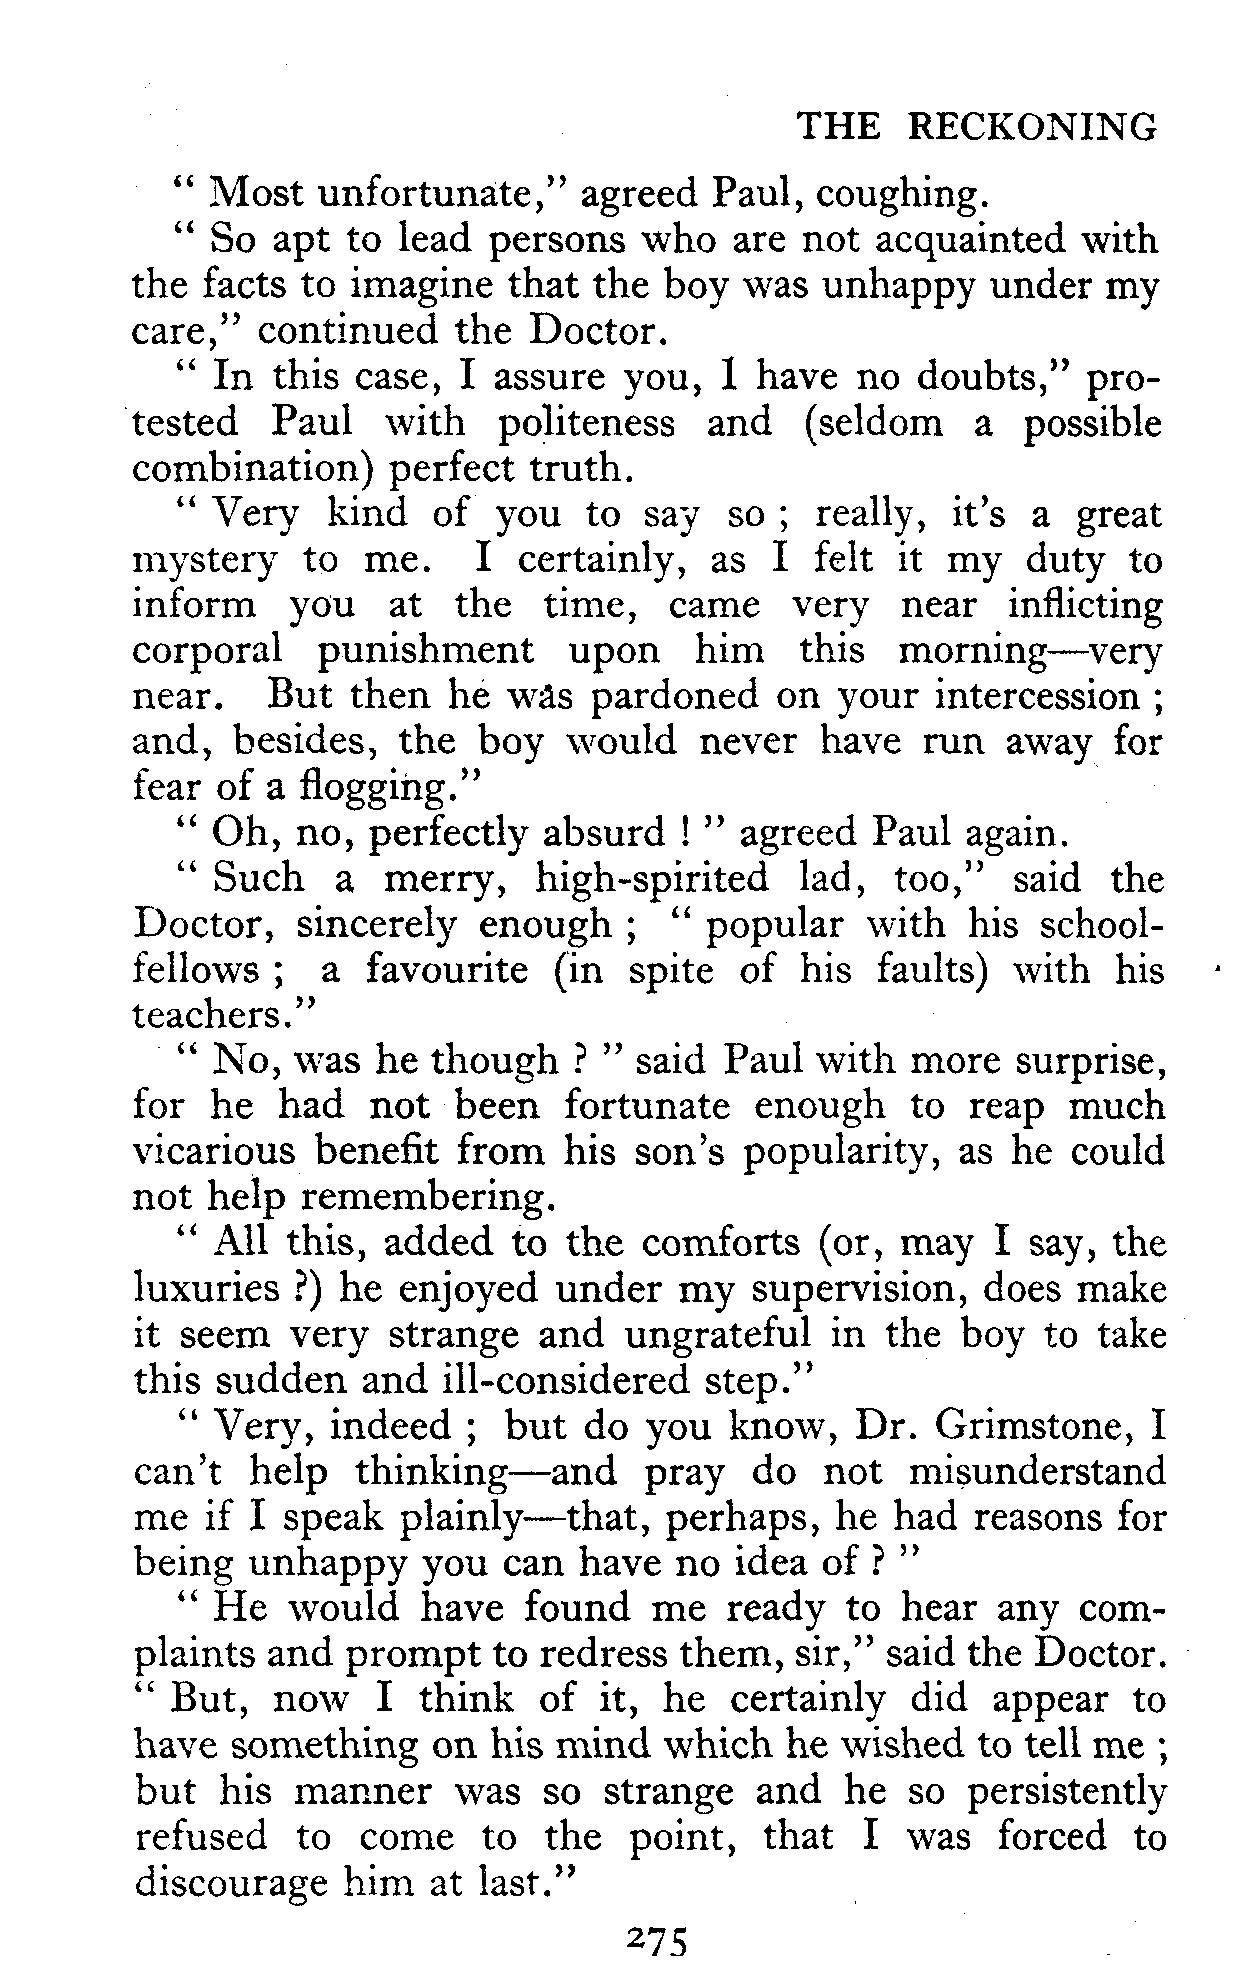 THE RECKONING
" Most unfortunate," agreed Paul, coughing.
" So apt to lead persons who are not acquainted with
the facts to imagine that the boy was unhappy under my
care," continued the Doctor.
" In this case, I assure you, I have no doubts," pro-
tested Paul with politeness and (seldom a possible
combination) perfect truth.
" Very kind of you to say so ; really, it's a great
mystery to me. I certainly, as I felt it my duty to
inform you at the time, came very near inflicting
corporal punishment upon him this morning—very
near. But then he was pardoned on your intercession ;
and, besides, the boy would never have run away for
fear of a flogging."
" Oh, no, perfectly absurd ! " agreed Paul again.
" Such a merry, high-spirited lad, too," said the
Doctor, sincerely enough ; " popular with his school-
fellows ; a favourite (in spite of his faults) with his
teachers."
" No, was he though ? " said Paul with more surprise,
for he had not been fortunate enough to reap much
vicarious benefit from his son's popularity, as he could
not help remembering.
" All this, added to the comforts (or, may I say, the
luxuries ?) he enjoyed under my supervision, does make
it seem very strange and ungrateful in the boy to take
this sudden and ill-considered step."
" Very, indeed ; but do you know, Dr. Grimstone, I
can't help thinking—and pray do not misunderstand
me if I speak plainly—that, perhaps, he had reasons for
being unhappy you can have no idea of ? "
" He would have found me ready to hear any com-
plaints and prompt to redress them, sir," said the Doctor.
" But, now I think of it, he certainly did appear to
have something on his mind which he wished to tell me ;
but his manner was so strange and he so persistently
refused to come to the point, that I was forced to
discourage him at last."
275